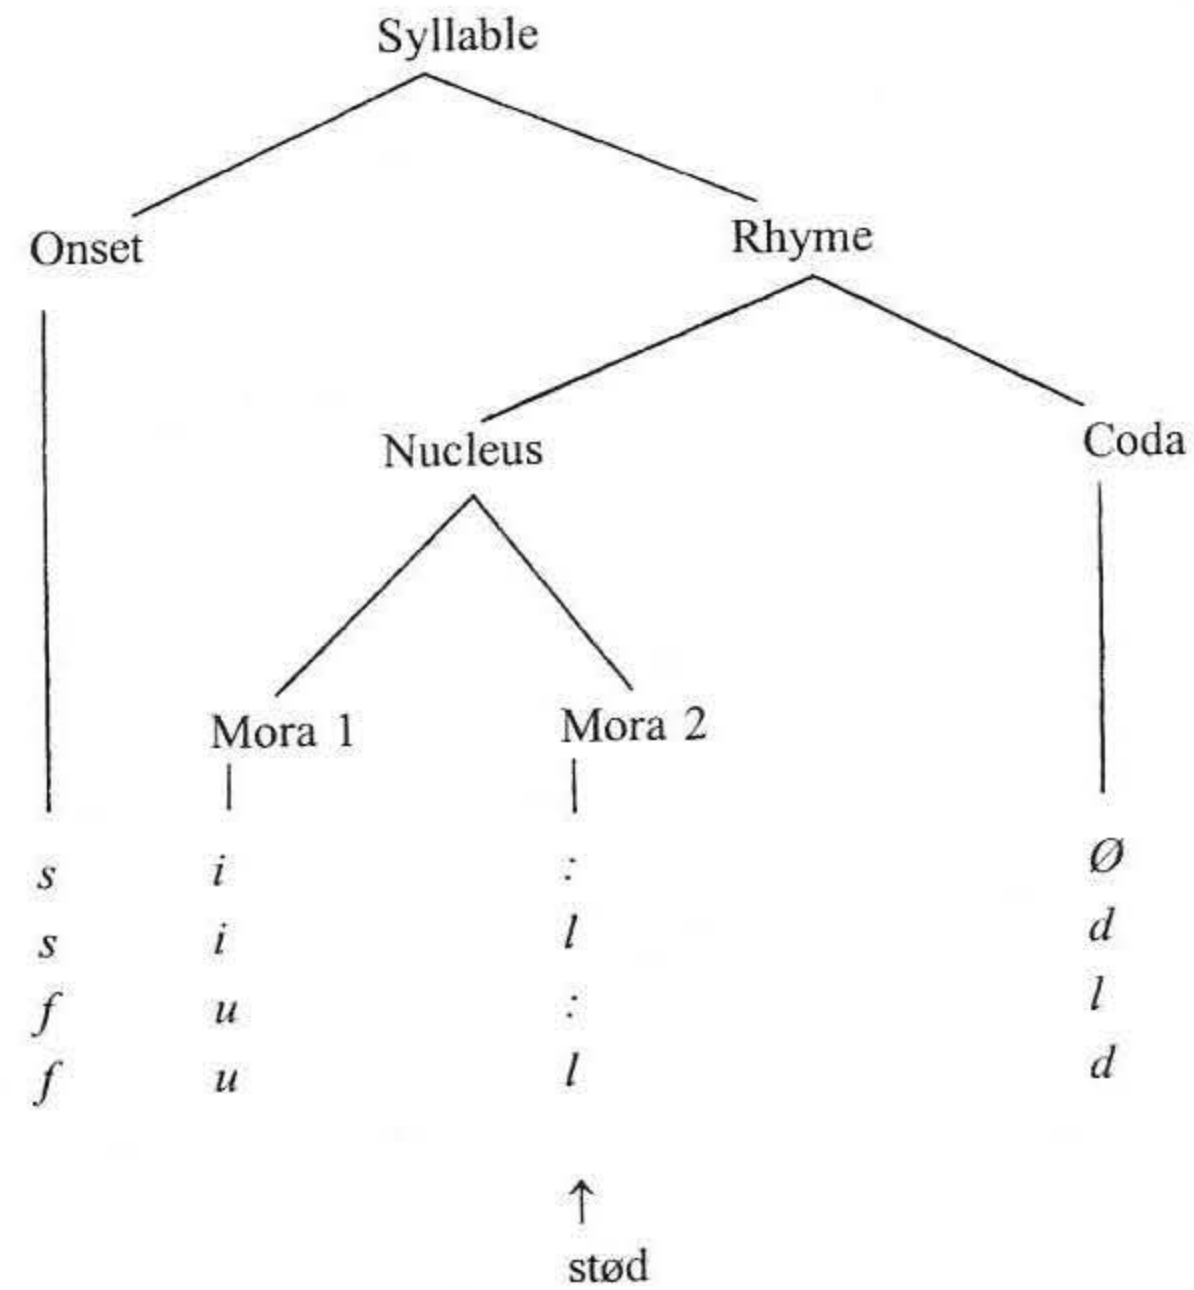 Syllable
Onset
Rhyme
Nucleus
Coda
Mora 1 Mora 2
s i : Ø
s i l d
f u : l
f u l d
↑
stød